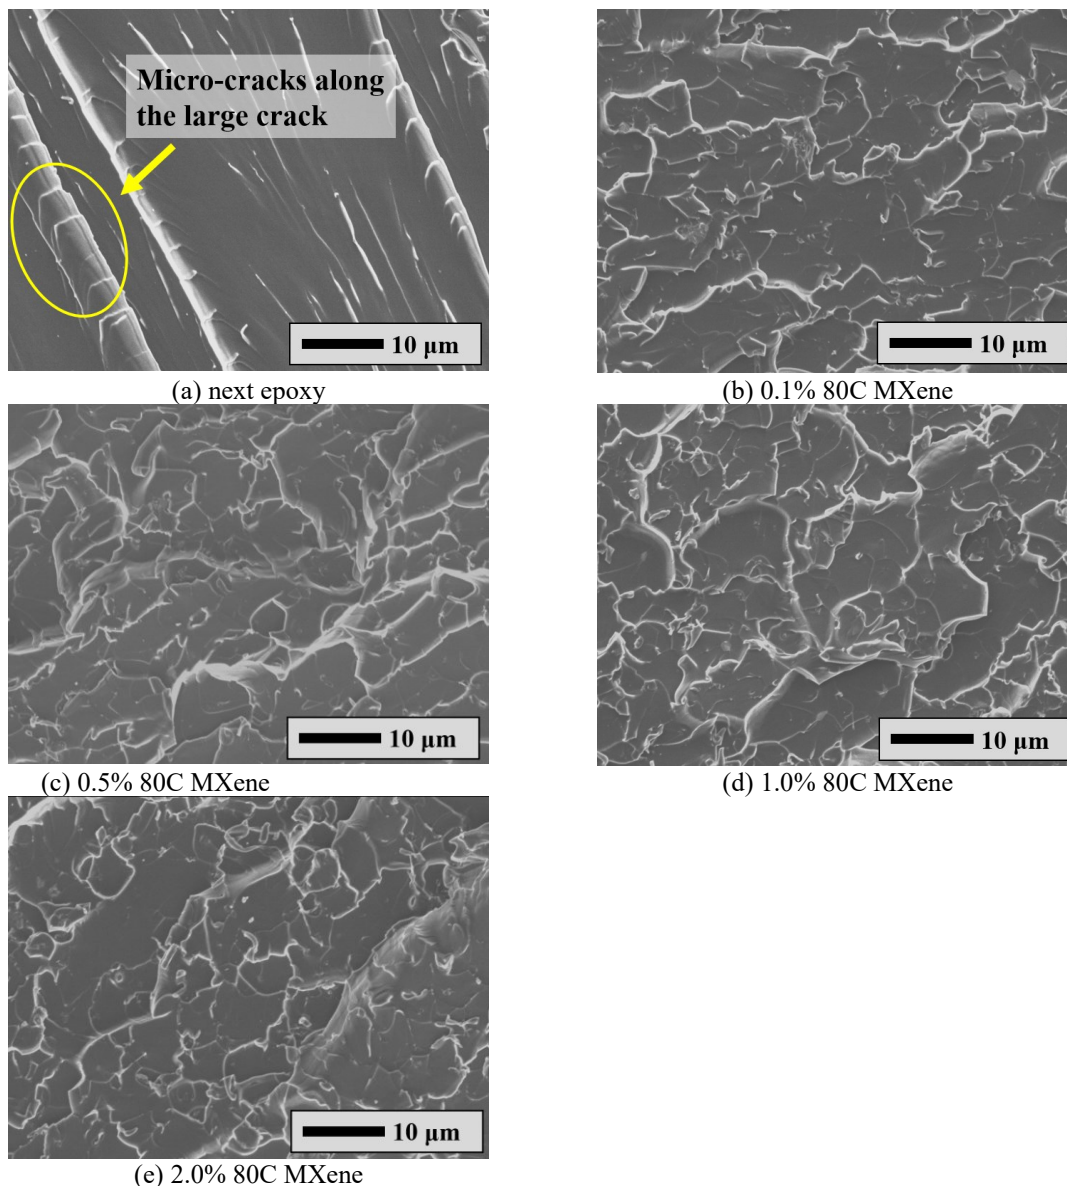 Micro-cracks along
the large crack
10 μm
10 μm
(a) next epoxy
(b) 0.1% 80C MXene
10 μm
10 μm
(c) 0.5% 80C MXene
(d) 1.0% 80C MXene
10 μm
(e) 2.0% 80C MXene